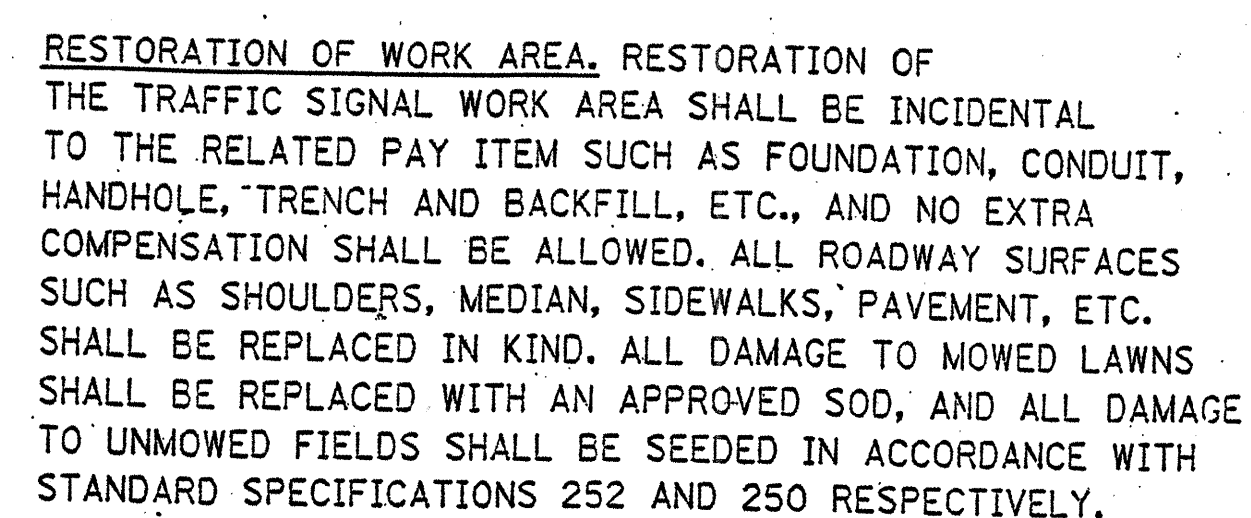 RESTORATION OF WORK AREA. RESTORATION OF
THE TRAFFIC SIGNAL WORK AREA SHALL BE INCIDENTAL
TO THE RELATED PAY ITEM SUCH AS FOUNDATION, CONDUIT,
HANDHOLE, TRENCH AND BACKFILL, ETC., AND NO EXTRA
COMPENSATION SHALL BE ALLOWED. ALL ROADWAY SURFACES
SUCH AS SHOULDERS, MEDIAN, SIDEWALKS, PAVEMENT, ETC.
SHALL BE REPLACED IN KIND. ALL DAMAGE TO MOWED LAWNS
SHALL BE REPLACED WITH AN APPROVED SOD, AND ALL DAMAGE
TO UNMOWED FIELDS SHALL BE SEEDED IN ACCORDANCE WITH
STANDARD SPECIFICATIONS 252 AND 250 RESPECTIVELY.